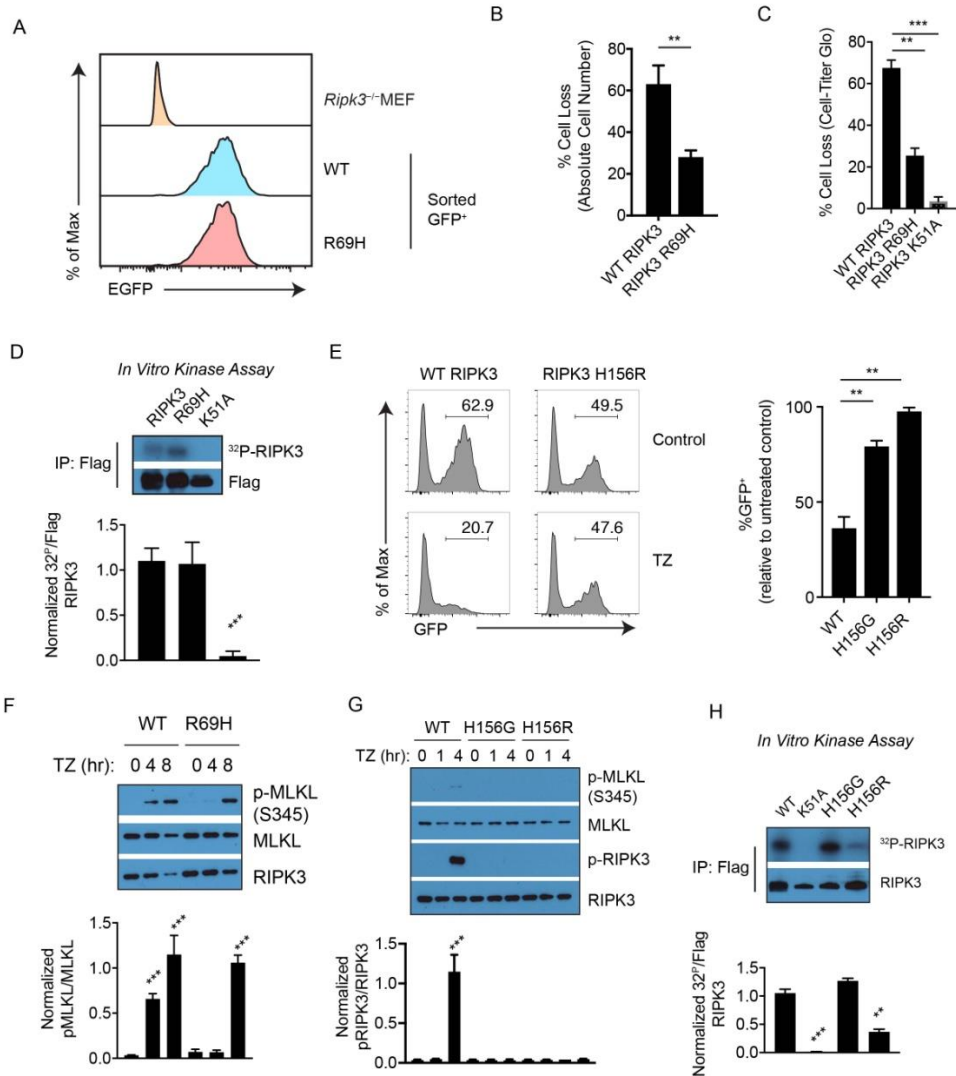 A
% of Max
EGFP
Ripk3–/–MEF
WT
R69H
Sorted
GFP+
B
% Cell Loss
(Absolute Cell Number)
80
60
40
20
0
**
WT RIPK3
RIPK3 R69H
C
% Cell Loss (Cell-Titer Glo)
80
60
40
20
0
***
**
WT RIPK3
RIPK3 R69H
RIPK3 K51A
D
In Vitro Kinase Assay
RIPK3
R69H
K51A
IP: Flag
32P-RIPK3
Flag
Normalized 32P/Flag
RIPK3
1.5
1.0
0.5
0.0
***
E
WT RIPK3
RIPK3 H156R
62.9
49.5
Control
20.7
47.6
TZ
% of Max
GFP
%GFP+
(relative to untreated control)
100
50
0
**
**
WT
H156G
H156R
F
WT R69H
TZ (hr): 0 4 8 0 4 8
p-MLKL
(S345)
MLKL
RIPK3
Normalized
pMLKL/MLKL
1.5
1.0
0.5
0.0
***
***
***
G
WT H156G H156R
TZ (hr): 0 1 4 0 1 4 0 1 4
p-MLKL
(S345)
MLKL
p-RIPK3
RIPK3
Normalized
pRIPK3/RIPK3
1.5
1.0
0.5
0.0
***
H
In Vitro Kinase Assay
WT
K51A
H156G
H156R
IP: Flag
32P-RIPK3
RIPK3
Normalized 32P/Flag
RIPK3
1.5
1.0
0.5
0.0
***
**